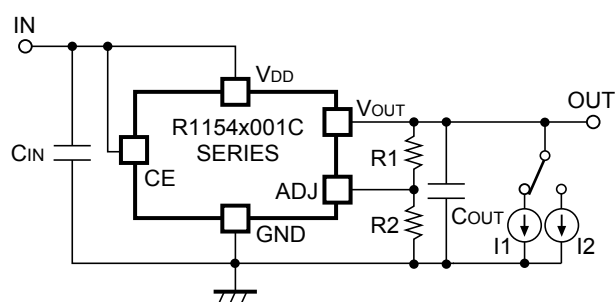 IN
VDD
R1154x001C
SERIES
VOUT
OUT
CIN
CE
R1
ADJ
R2
COUT
GND
I1
I2